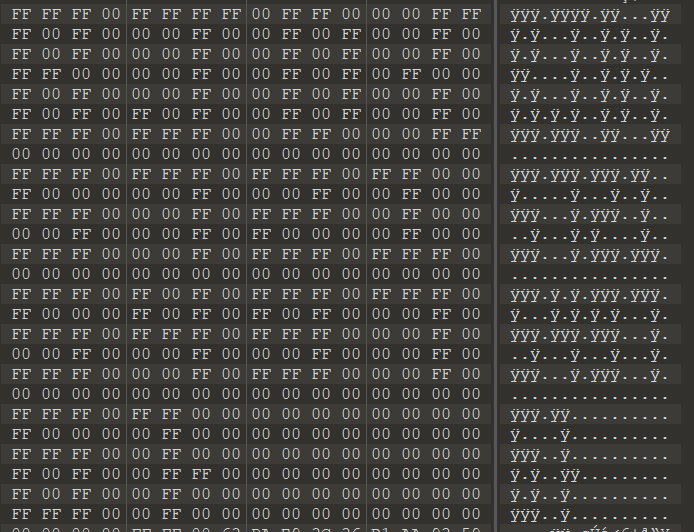 FF FF FF 00 FF FF FF FF 00 FF FF 00 00 00 FF FF ÿÿÿ.ÿÿÿÿ.ÿÿ...ÿÿ
FF 00 FF 00 00 00 FF 00 00 FF 00 FF 00 00 FF 00 ÿ.ÿ...ÿ..ÿ.ÿ..ÿ.
FF 00 FF 00 00 00 FF 00 00 FF 00 FF 00 00 FF 00 ÿ.ÿ...ÿ..ÿ.ÿ..ÿ.
FF FF 00 00 00 00 FF 00 00 FF 00 FF 00 FF 00 00 ÿÿ....ÿ..ÿ.ÿ.ÿ..
FF 00 FF 00 00 00 FF 00 00 FF 00 FF 00 00 FF 00 ÿ.ÿ...ÿ..ÿ.ÿ..ÿ.
FF 00 FF 00 FF 00 FF 00 00 FF 00 FF 00 00 FF 00 ÿ.ÿ.ÿ.ÿ..ÿ.ÿ..ÿ.
FF FF FF 00 FF FF FF 00 00 FF FF 00 00 00 FF FF ÿÿÿ.ÿÿÿ..ÿÿ...ÿÿ
00 00 00 00 00 00 00 00 00 00 00 00 00 00 00 00 ................
FF FF FF 00 FF FF FF 00 FF FF FF 00 FF FF 00 00 ÿÿÿ.ÿÿÿ.ÿÿÿ.ÿÿ..
FF 00 00 00 00 00 FF 00 00 00 FF 00 00 FF 00 00 ÿ.....ÿ...ÿ..ÿ..
FF FF FF 00 00 00 FF 00 FF FF FF 00 00 FF 00 00 ÿÿÿ...ÿ.ÿÿÿ..ÿ..
00 00 FF 00 00 00 FF 00 FF 00 00 00 00 FF 00 00 ..ÿ...ÿ.ÿ....ÿ..
FF FF FF 00 00 00 FF 00 FF FF FF 00 FF FF FF 00 ÿÿÿ...ÿ.ÿÿÿ.ÿÿÿ.
00 00 00 00 00 00 00 00 00 00 00 00 00 00 00 00 ................
FF FF FF 00 FF 00 FF 00 FF FF FF 00 FF FF FF 00 ÿÿÿ.ÿ.ÿ.ÿÿÿ.ÿÿÿ.
FF 00 00 00 FF 00 FF 00 FF 00 FF 00 00 00 FF 00 ÿ...ÿ.ÿ.ÿ.ÿ...ÿ.
FF FF FF 00 FF FF FF 00 FF FF FF 00 00 00 FF 00 ÿÿÿ.ÿÿÿ.ÿÿÿ...ÿ.
00 00 FF 00 00 00 FF 00 00 00 FF 00 00 00 FF 00 ..ÿ...ÿ...ÿ...ÿ.
FF FF FF 00 00 00 FF 00 FF FF FF 00 00 00 FF 00 ÿÿÿ...ÿ.ÿÿÿ...ÿ.
00 00 00 00 00 00 00 00 00 00 00 00 00 00 00 00 ................
FF FF FF 00 FF FF 00 00 00 00 00 00 00 00 00 00 ÿÿÿ.ÿÿ..........
FF 00 00 00 00 FF 00 00 00 00 00 00 00 00 00 00 ÿ....ÿ..........
FF FF FF 00 00 FF 00 00 00 00 00 00 00 00 00 00 ÿÿÿ..ÿ..........
FF 00 FF 00 00 FF FF 00 00 00 00 00 00 00 00 00 ÿ.ÿ..ÿÿ.........
FF 00 FF 00 00 FF 00 00 00 00 00 00 00 00 00 00 ÿ.ÿ..ÿ..........
FF FF FF 00 00 FF 00 00 00 00 00 00 00 00 00 00 ÿÿÿ..ÿ..........